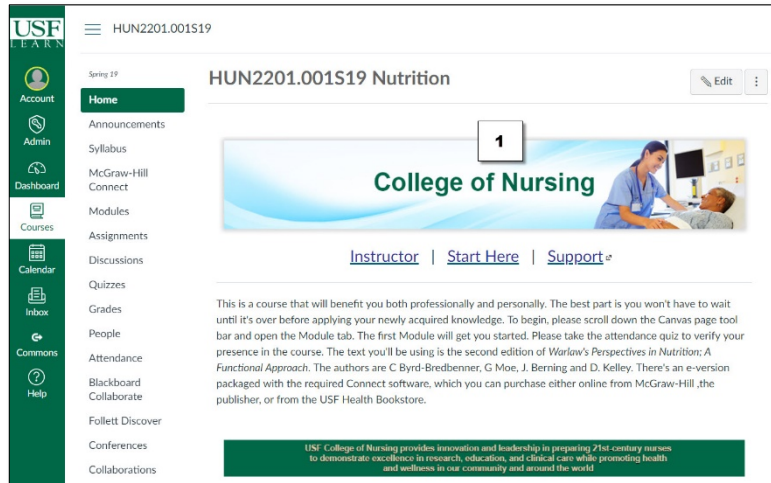 USF
LEARN
HUN2201.001S19
Account
Admin
Dashboard
Courses
Calendar
Inbox
Commons
Help
Spring 19
Home
Announcements
Syllabus
McGraw-Hill
Connect
Modules
Assignments
Discussions
Quizzes
Grades
People
Attendance
Blackboard
Collaborate
Follett Discover
Conferences
Collaborations
HUN2201.001S19 Nutrition
Edit
1
College of Nursing
Instructor | Start Here | Support
This is a course that will benefit you both professionally and personally. The best part is you won't have to wait
until it's over before applying your newly acquired knowledge. To begin, please scroll down the Canvas page tool
bar and open the Module tab. The first Module will get you started. Please take the attendance quiz to verify your
presence in the course. The text you'll be using is the second edition of Warlaw's Perspectives in Nutrition; A
Functional Approach. The authors are C Byrd-Bredbenner, G Moe, J. Berning and D. Kelley. There's an e-version
packaged with the required Connect software, which you can purchase either online from McGraw-Hill ,the
publisher, or from the USF Health Bookstore.
USF College of Nursing provides innovation and leadership in preparing 21st-century nurses
to demonstrate excellence in research, education, and clinical care while promoting health
and wellness in our community and around the world